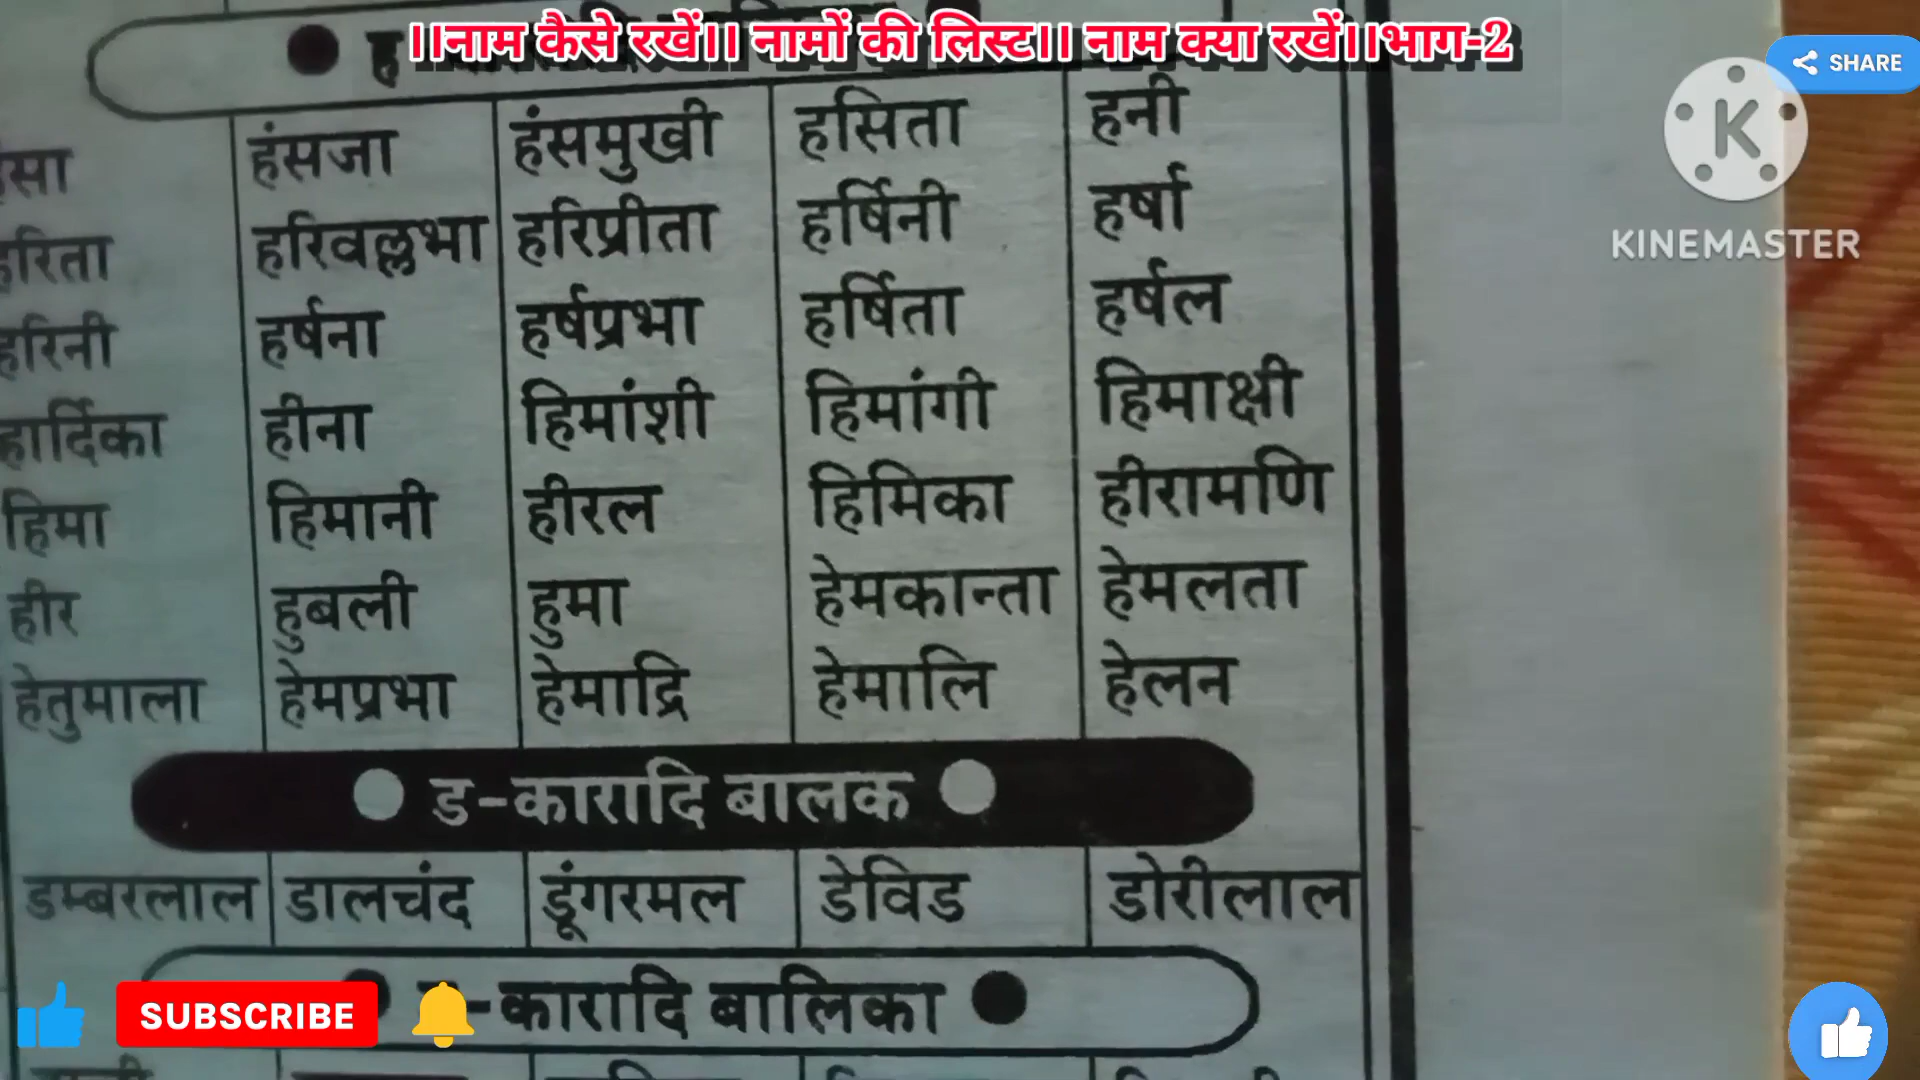 ।।नाम कैसे रखें।। नामों की लिस्ट।। नाम क्या रखें।।भाग-2
SHARE
KINEMASTER
हंसजा हंसमुखी हसिता हनी
हरिता हरिवल्लभा हरिप्रीता हर्षिनी हर्षा
हरिनी हर्षना हर्षप्रभा हर्षिता हर्षल
हार्दिका हीना हिमांशी हिमांगी हिमाक्षी
हिमा हिमानी हीरल हिमिका हीरामणि
हीर हुबली हुमा हेमकान्ता हेमलता
हेतुमाला हेमप्रभा हेमाद्रि हेमालि हेलन
ड-कारादि बालक
डम्बरलाल डालचंद डूंगरमल डेविड डोरीलाल
-कारादि बालिका
SUBSCRIBE